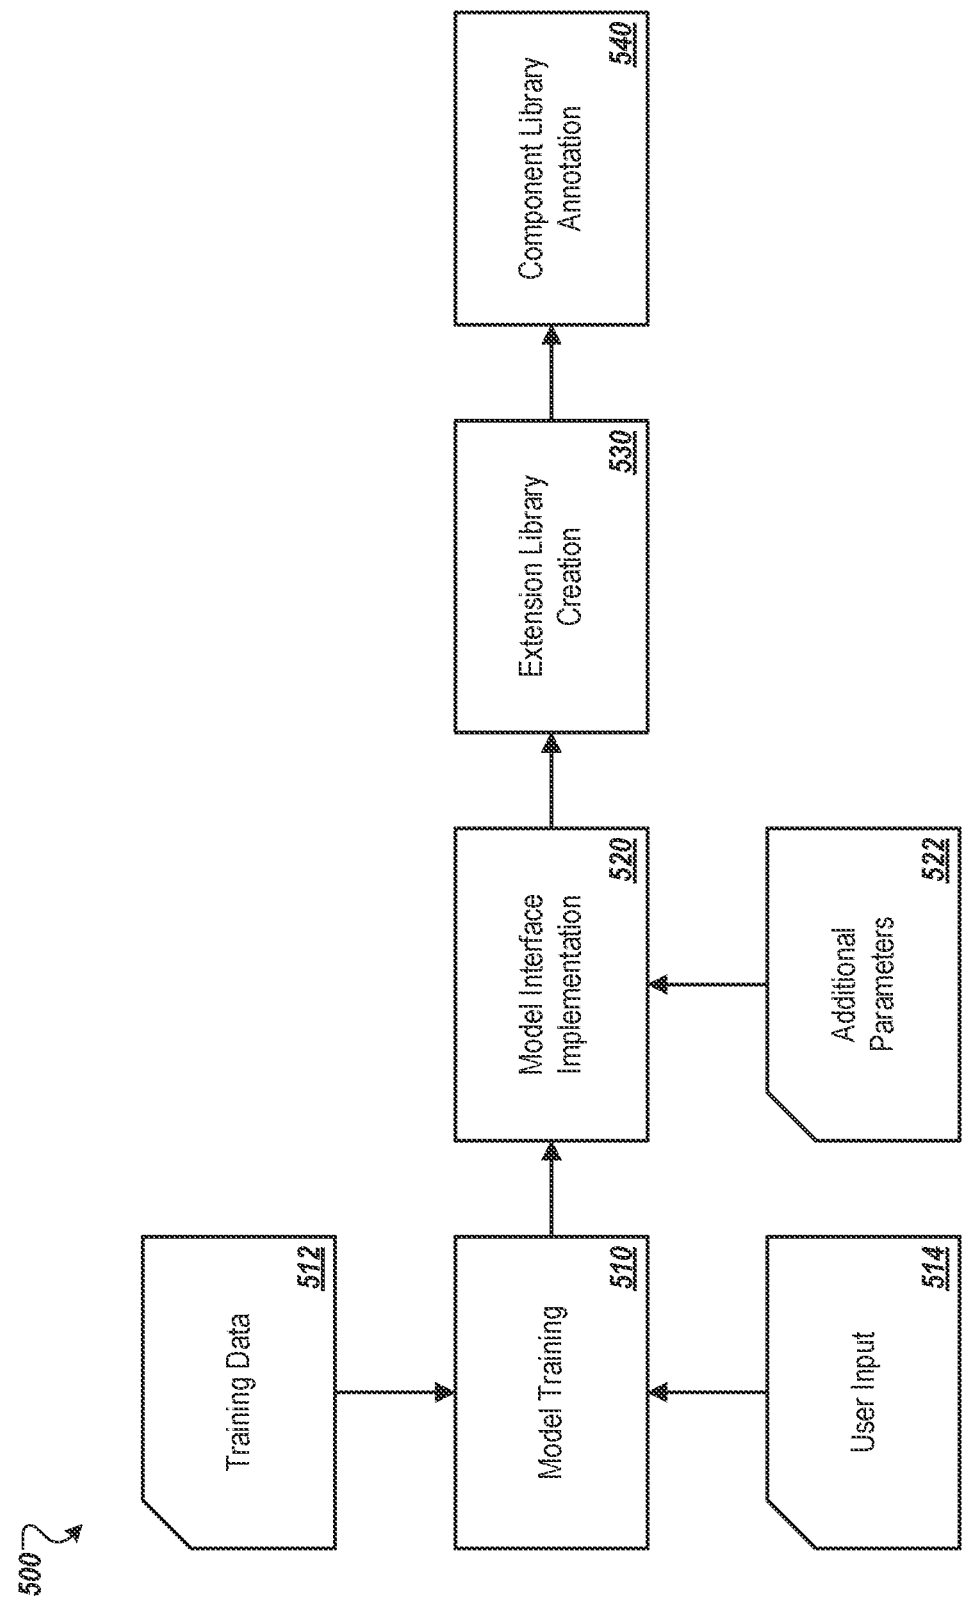 500
Training Data
512
Model Training
510
User Input
514
Model Interface
Implementation
520
Additional
Parameters
522
Extension Library
Creation
530
Component Library
Annotation
540